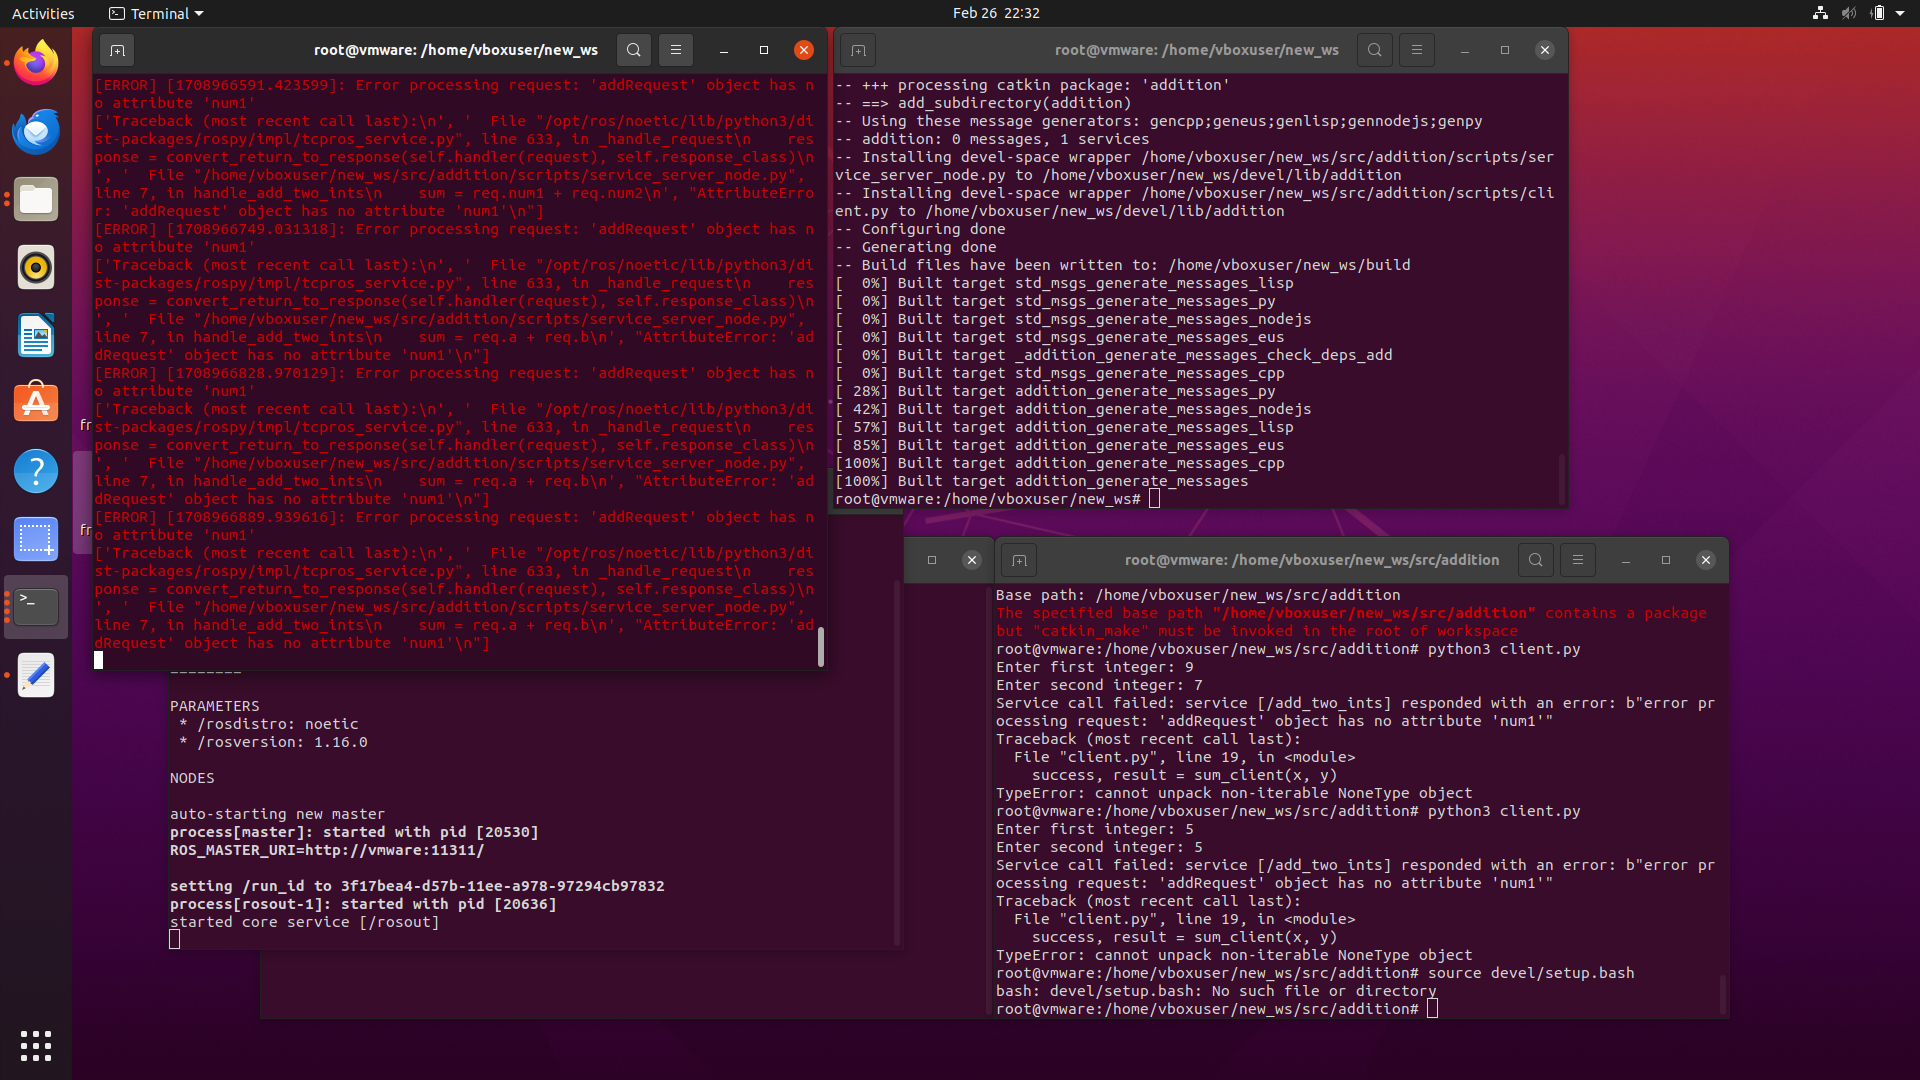 Activities
Terminal
Feb 26 22:32
root@vmware: /home/vboxuser/new_ws
[ERROR] [1708966591.423599]: Error processing request: 'addRequest' object has n
o attribute 'num1'
['Traceback (most recent call last):\n', '  File "/opt/ros/noetic/lib/python3/di
st-packages/rospy/impl/tcpros_service.py", line 633, in _handle_request\n    res
ponse = convert_return_to_response(self.handler(request), self.response_class)\n
', '  File "/home/vboxuser/new_ws/src/addition/scripts/service_server_node.py",
line 7, in handle_add_two_ints\n    sum = req.num1 + req.num2\n', "AttributeErro
r: 'addRequest' object has no attribute 'num1'\n"]
[ERROR] [1708966749.031318]: Error processing request: 'addRequest' object has n
o attribute 'num1'
['Traceback (most recent call last):\n', '  File "/opt/ros/noetic/lib/python3/di
st-packages/rospy/impl/tcpros_service.py", line 633, in _handle_request\n    res
ponse = convert_return_to_response(self.handler(request), self.response_class)\n
', '  File "/home/vboxuser/new_ws/src/addition/scripts/service_server_node.py",
line 7, in handle_add_two_ints\n    sum = req.a + req.b\n', "AttributeError: 'ad
dRequest' object has no attribute 'num1'\n"]
[ERROR] [1708966828.970129]: Error processing request: 'addRequest' object has n
o attribute 'num1'
['Traceback (most recent call last):\n', '  File "/opt/ros/noetic/lib/python3/di
st-packages/rospy/impl/tcpros_service.py", line 633, in _handle_request\n    res
ponse = convert_return_to_response(self.handler(request), self.response_class)\n
', '  File "/home/vboxuser/new_ws/src/addition/scripts/service_server_node.py",
line 7, in handle_add_two_ints\n    sum = req.a + req.b\n', "AttributeError: 'ad
dRequest' object has no attribute 'num1'\n"]
[ERROR] [1708966889.939616]: Error processing request: 'addRequest' object has n
o attribute 'num1'
['Traceback (most recent call last):\n', '  File "/opt/ros/noetic/lib/python3/di
st-packages/rospy/impl/tcpros_service.py", line 633, in _handle_request\n    res
ponse = convert_return_to_response(self.handler(request), self.response_class)\n
', '  File "/home/vboxuser/new_ws/src/addition/scripts/service_server_node.py",
line 7, in handle_add_two_ints\n    sum = req.a + req.b\n', "AttributeError: 'ad
dRequest' object has no attribute 'num1'\n"]
root@vmware: /home/vboxuser/new_ws
-- +++ processing catkin package: 'addition'
-- ==> add_subdirectory(addition)
-- Using these message generators: gencpp;geneus;genlisp;gennodejs;genpy
-- addition: 0 messages, 1 services
-- Installing devel-space wrapper /home/vboxuser/new_ws/src/addition/scripts/ser
vice_server_node.py to /home/vboxuser/new_ws/devel/lib/addition
-- Installing devel-space wrapper /home/vboxuser/new_ws/src/addition/scripts/cli
ent.py to /home/vboxuser/new_ws/devel/lib/addition
-- Configuring done
-- Generating done
-- Build files have been written to: /home/vboxuser/new_ws/build
[  0%] Built target std_msgs_generate_messages_lisp
[  0%] Built target std_msgs_generate_messages_py
[  0%] Built target std_msgs_generate_messages_nodejs
[  0%] Built target std_msgs_generate_messages_eus
[  0%] Built target _addition_generate_messages_check_deps_add
[  0%] Built target std_msgs_generate_messages_cpp
[ 28%] Built target addition_generate_messages_py
[ 42%] Built target addition_generate_messages_nodejs
[ 57%] Built target addition_generate_messages_lisp
[ 85%] Built target addition_generate_messages_eus
[100%] Built target addition_generate_messages_cpp
[100%] Built target addition_generate_messages
root@vmware:/home/vboxuser/new_ws#
fr
fr
========
PARAMETERS
 * /rosdistro: noetic
 * /rosversion: 1.16.0
NODES
auto-starting new master
process[master]: started with pid [20530]
ROS_MASTER_URI=http://vmware:11311/
setting /run_id to 3f17bea4-d57b-11ee-a978-97294cb97832
process[rosout-1]: started with pid [20636]
started core service [/rosout]
root@vmware: /home/vboxuser/new_ws/src/addition
Base path: /home/vboxuser/new_ws/src/addition
The specified base path "/home/vboxuser/new_ws/src/addition" contains a package
but "catkin_make" must be invoked in the root of workspace
root@vmware:/home/vboxuser/new_ws/src/addition# python3 client.py
Enter first integer: 9
Enter second integer: 7
Service call failed: service [/add_two_ints] responded with an error: b"error pr
ocessing request: 'addRequest' object has no attribute 'num1'"
Traceback (most recent call last):
  File "client.py", line 19, in <module>
    success, result = sum_client(x, y)
TypeError: cannot unpack non-iterable NoneType object
root@vmware:/home/vboxuser/new_ws/src/addition# python3 client.py
Enter first integer: 5
Enter second integer: 5
Service call failed: service [/add_two_ints] responded with an error: b"error pr
ocessing request: 'addRequest' object has no attribute 'num1'"
Traceback (most recent call last):
  File "client.py", line 19, in <module>
    success, result = sum_client(x, y)
TypeError: cannot unpack non-iterable NoneType object
root@vmware:/home/vboxuser/new_ws/src/addition# source devel/setup.bash
bash: devel/setup.bash: No such file or directory
root@vmware:/home/vboxuser/new_ws/src/addition#